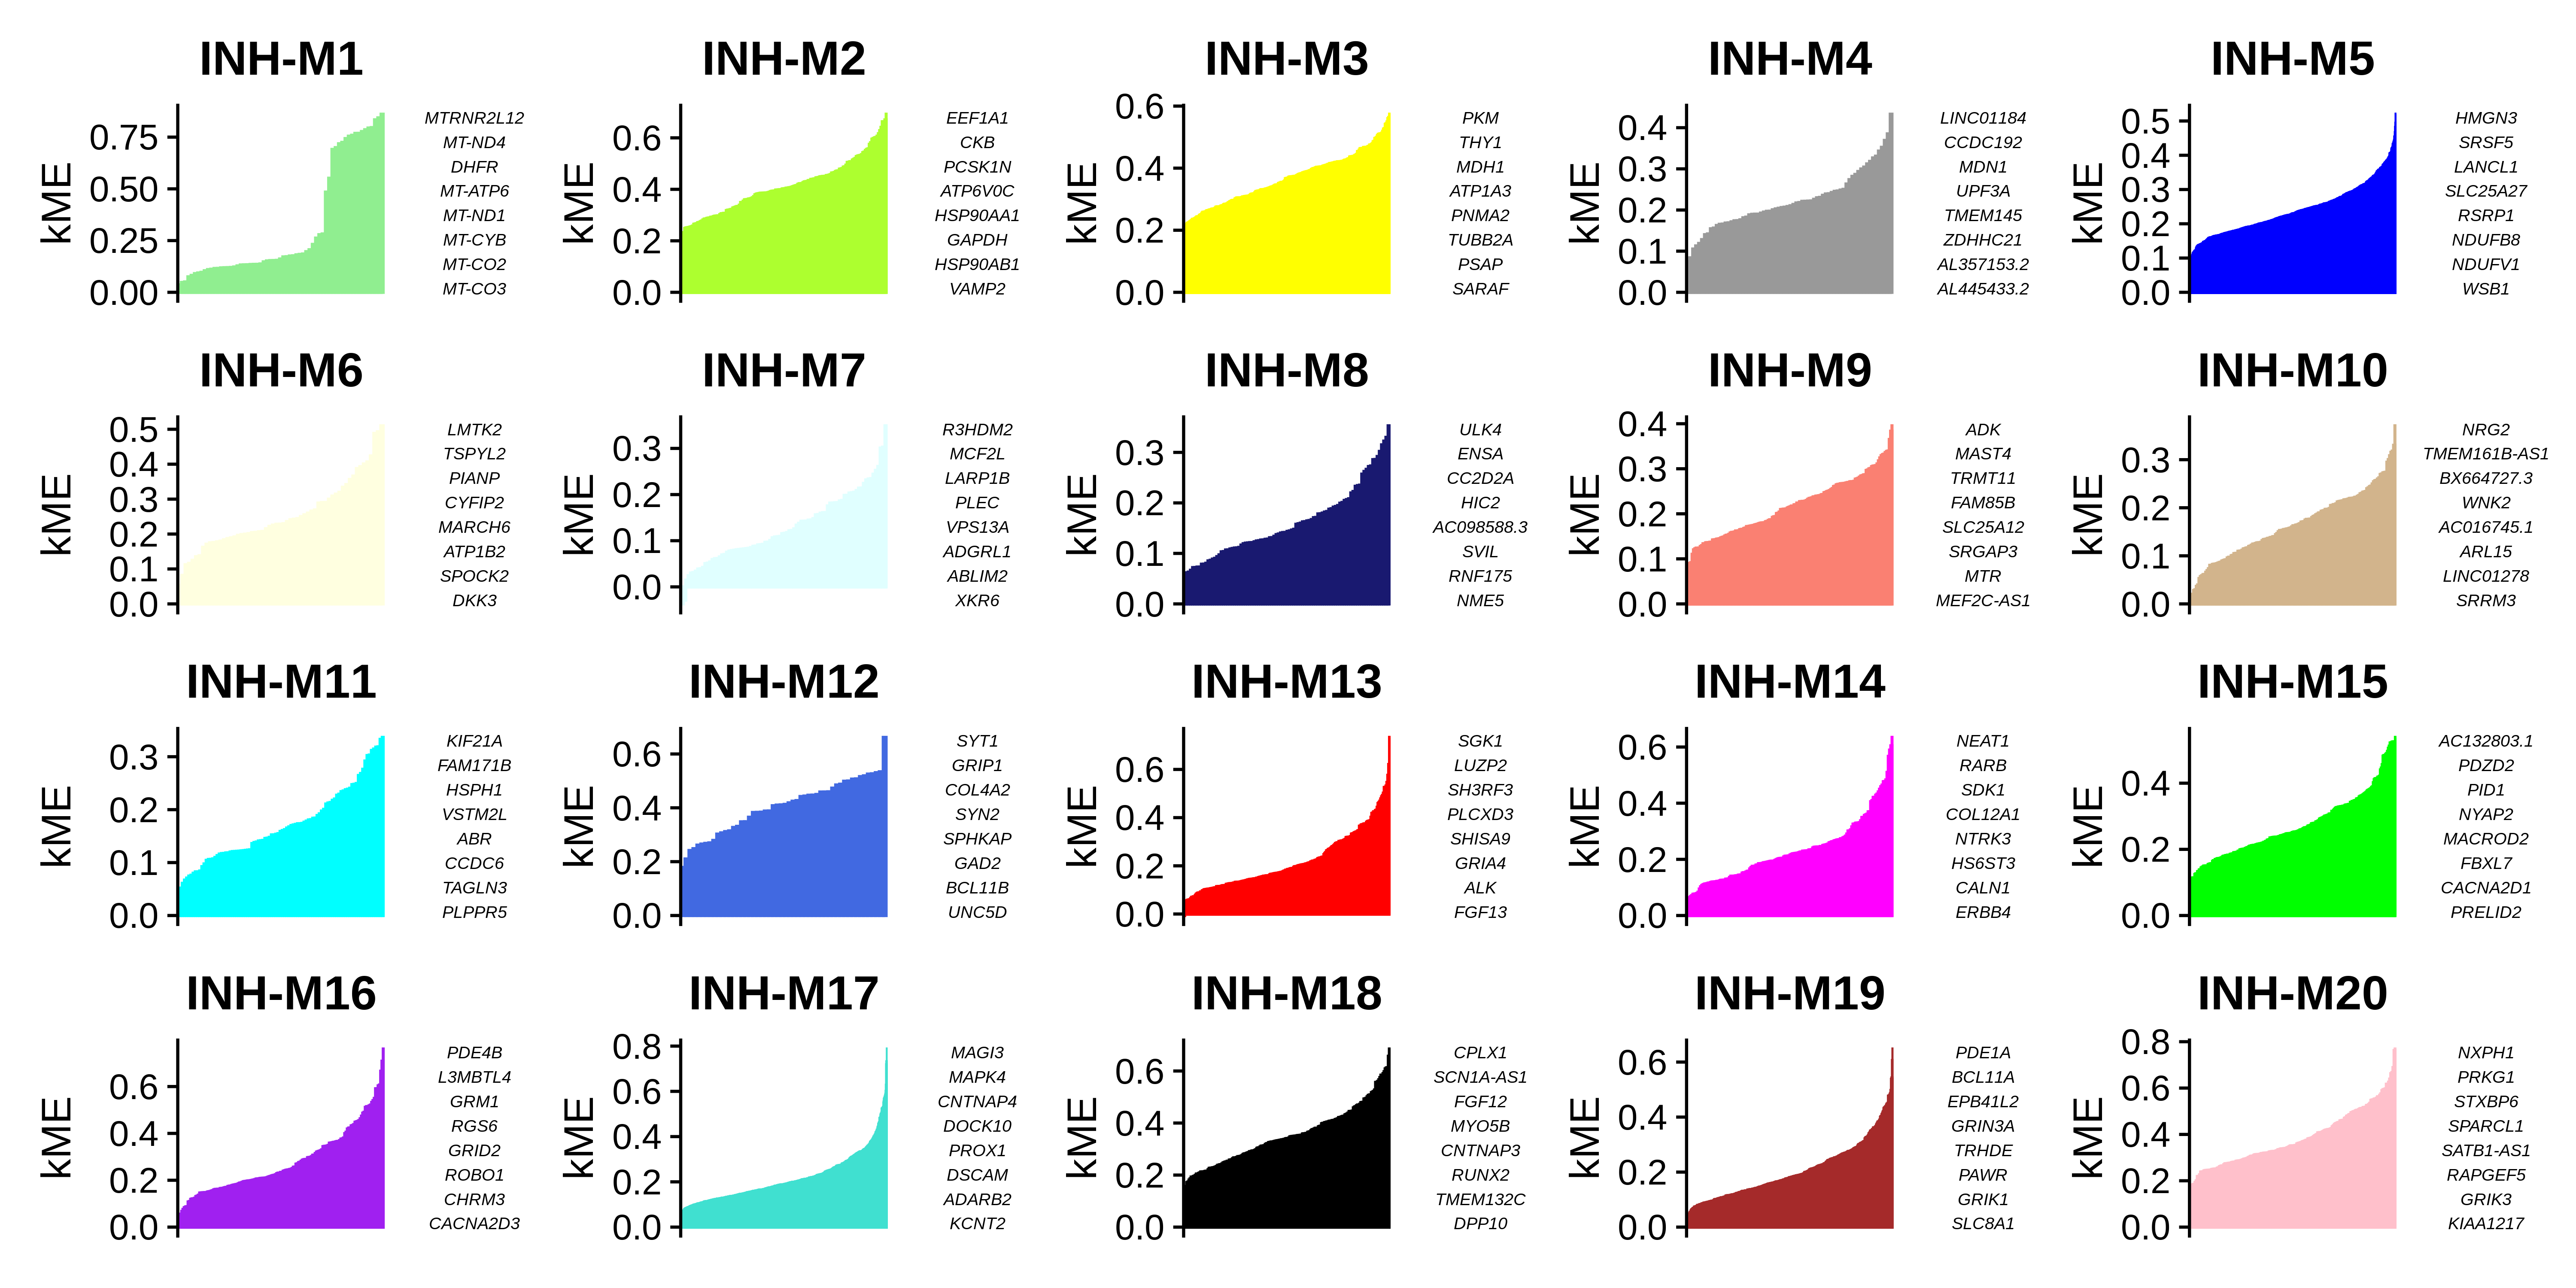 INH-M1
kME
0.75
0.50
0.25
0.00
MTRNR2L12
MT-ND4
DHFR
MT-ATP6
MT-ND1
MT-CYB
MT-CO2
MT-CO3
INH-M2
kME
0.6
0.4
0.2
0.0
EEF1A1
CKB
PCSK1N
ATP6V0C
HSP90AA1
GAPDH
HSP90AB1
VAMP2
INH-M3
kME
0.6
0.4
0.2
0.0
PKM
THY1
MDH1
ATP1A3
PNMA2
TUBB2A
PSAP
SARAF
INH-M4
kME
0.4
0.3
0.2
0.1
0.0
LINC01184
CCDC192
MDN1
UPF3A
TMEM145
ZDHHC21
AL357153.2
AL445433.2
INH-M5
kME
0.5
0.4
0.3
0.2
0.1
0.0
HMGN3
SRSF5
LANCL1
SLC25A27
RSRP1
NDUFB8
NDUFV1
WSB1
INH-M6
kME
0.5
0.4
0.3
0.2
0.1
0.0
LMTK2
TSPYL2
PIANP
CYFIP2
MARCH6
ATP1B2
SPOCK2
DKK3
INH-M7
kME
0.3
0.2
0.1
0.0
R3HDM2
MCF2L
LARP1B
PLEC
VPS13A
ADGRL1
ABLIM2
XKR6
INH-M8
kME
0.3
0.2
0.1
0.0
ULK4
ENSA
CC2D2A
HIC2
AC098588.3
SVIL
RNF175
NME5
INH-M9
kME
0.4
0.3
0.2
0.1
0.0
ADK
MAST4
TRMT11
FAM85B
SLC25A12
SRGAP3
MTR
MEF2C-AS1
INH-M10
kME
0.3
0.2
0.1
0.0
NRG2
TMEM161B-AS1
BX664727.3
WNK2
AC016745.1
ARL15
LINC01278
SRRM3
INH-M11
kME
0.3
0.2
0.1
0.0
KIF21A
FAM171B
HSPH1
VSTM2L
ABR
CCDC6
TAGLN3
PLPPR5
INH-M12
kME
0.6
0.4
0.2
0.0
SYT1
GRIP1
COL4A2
SYN2
SPHKAP
GAD2
BCL11B
UNC5D
INH-M13
kME
0.6
0.4
0.2
0.0
SGK1
LUZP2
SH3RF3
PLCXD3
SHISA9
GRIA4
ALK
FGF13
INH-M14
kME
0.6
0.4
0.2
0.0
NEAT1
RARB
SDK1
COL12A1
NTRK3
HS6ST3
CALN1
ERBB4
INH-M15
kME
0.4
0.2
0.0
AC132803.1
PDZD2
PID1
NYAP2
MACROD2
FBXL7
CACNA2D1
PRELID2
INH-M16
kME
0.6
0.4
0.2
0.0
PDE4B
L3MBTL4
GRM1
RGS6
GRID2
ROBO1
CHRM3
CACNA2D3
INH-M17
kME
0.8
0.6
0.4
0.2
0.0
MAGI3
MAPK4
CNTNAP4
DOCK10
PROX1
DSCAM
ADARB2
KCNT2
INH-M18
kME
0.6
0.4
0.2
0.0
CPLX1
SCN1A-AS1
FGF12
MYO5B
CNTNAP3
RUNX2
TMEM132C
DPP10
INH-M19
kME
0.6
0.4
0.2
0.0
PDE1A
BCL11A
EPB41L2
GRIN3A
TRHDE
PAWR
GRIK1
SLC8A1
INH-M20
kME
0.8
0.6
0.4
0.2
0.0
NXPH1
PRKG1
STXBP6
SPARCL1
SATB1-AS1
RAPGEF5
GRIK3
KIAA1217